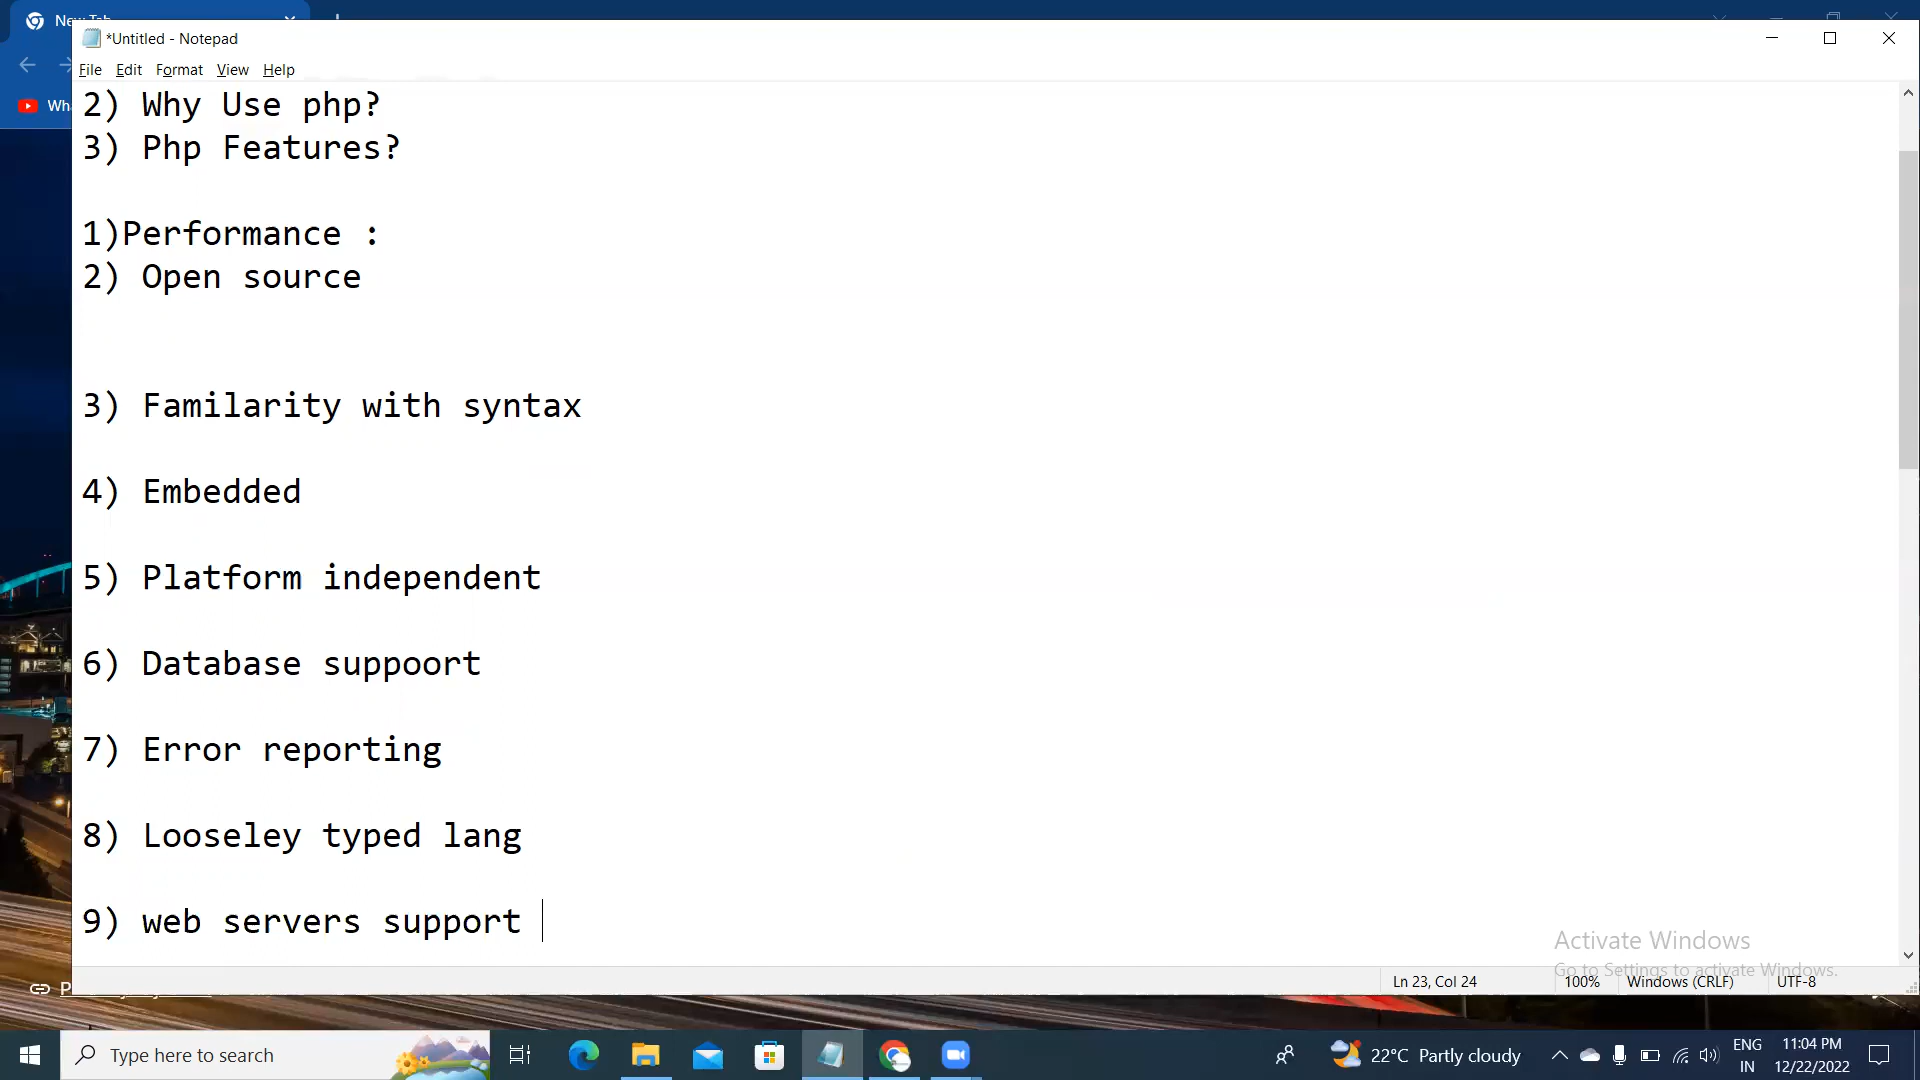 New Tab
*Untitled - Notepad
File Edit Format View Help
Wha
2) Why Use php?
3) Php Features?
1)Performance :
2) Open source
3) Familarity with syntax
4) Embedded
5) Platform independent
6) Database suppoort
7) Error reporting
8) Looseley typed lang
9) web servers support
Activate Windows
Go to Settings to activate Windows.
Ln 23, Col 24 100% Windows (CRLF) UTF-8
Type here to search
22°C Partly cloudy
ENG
IN
11:04 PM
12/22/2022